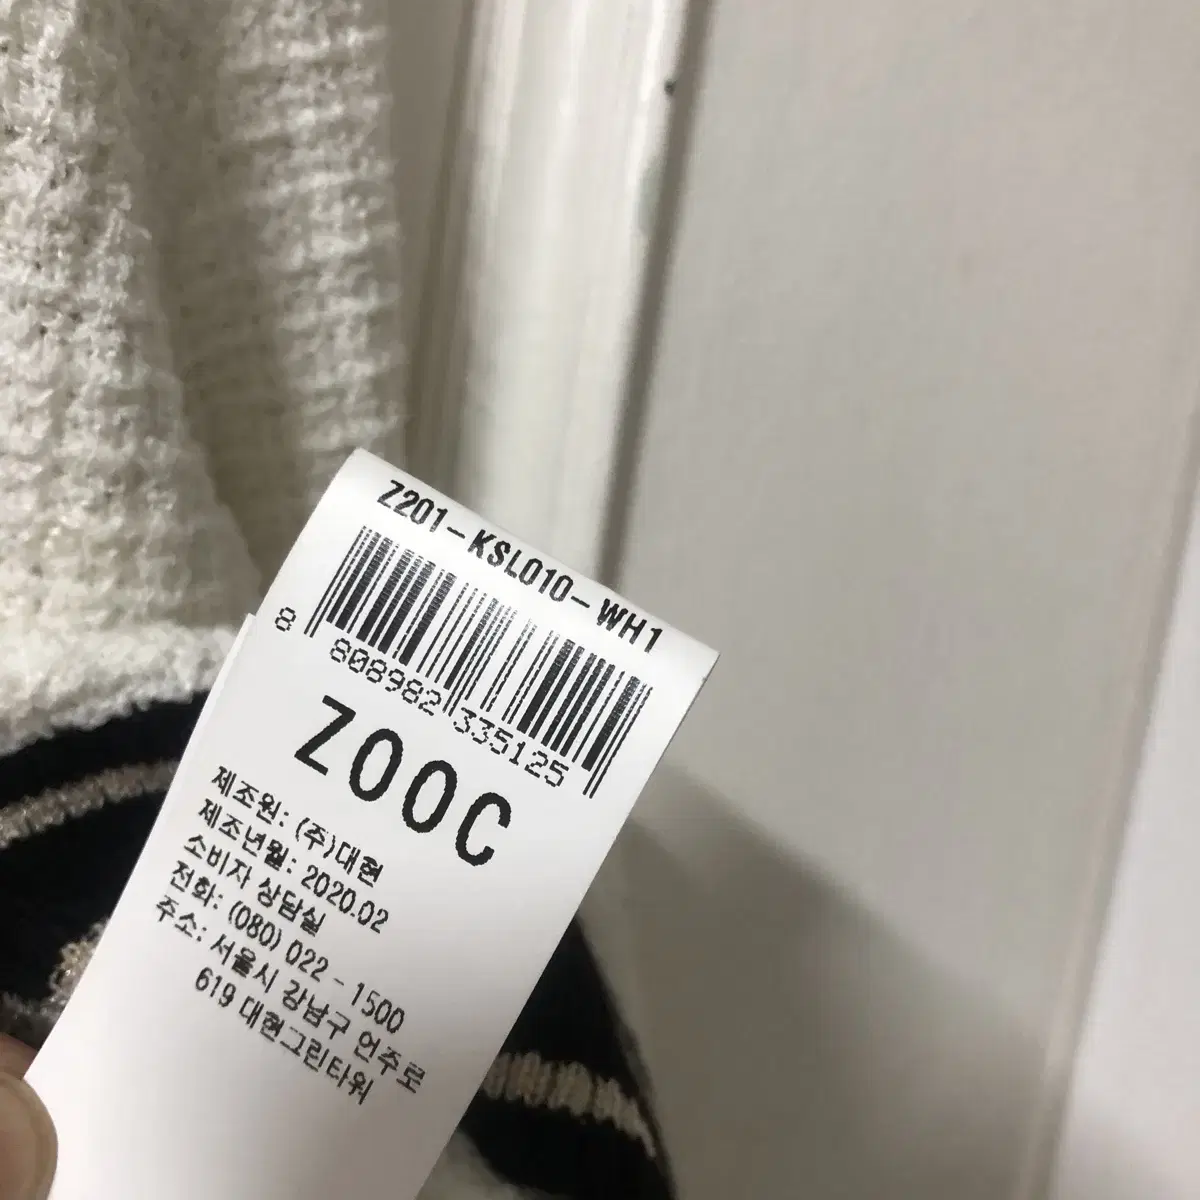 Z201-KSL010-WH1
8 808982 335125
ZOOC
제조원: (주)대현
제조년월: 2020.02
소비자 상담실
전화: (080) 022-1500
주소: 서울시 강남구 언주로
619 대현그린타워